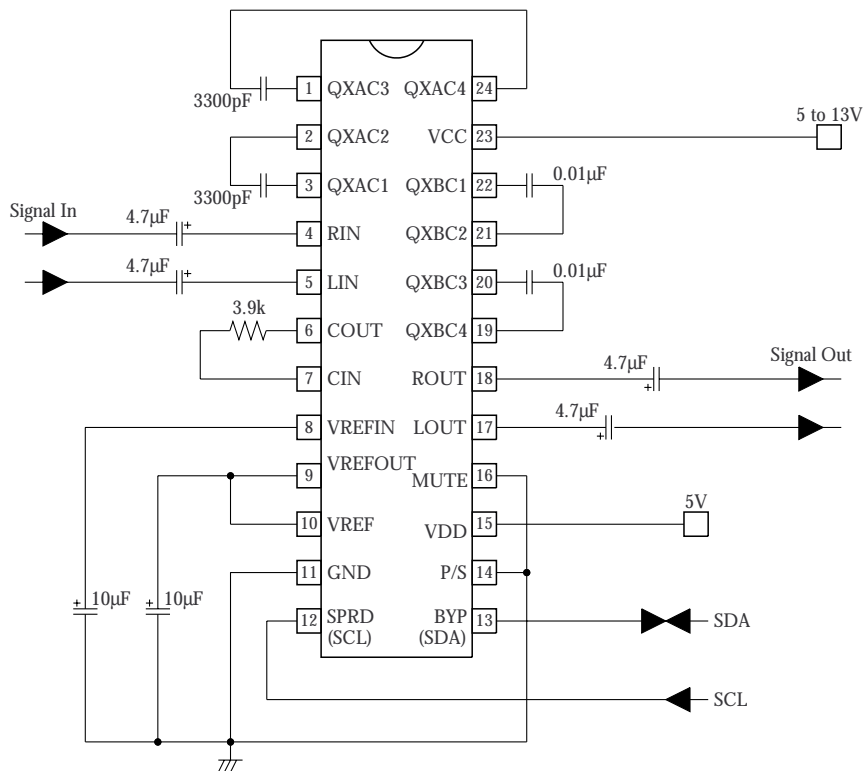 3300pF
1 QXAC3
QXAC4 24
5 to 13V
2 QXAC2
VCC 23
3300pF
3 QXAC1
QXBC1 22
0.01μF
Signal In
4.7μF +
4 RIN
QXBC2 21
4.7μF +
5 LIN
QXBC3 20
0.01μF
3.9k
6 COUT
QXBC4 19
7 CIN
ROUT 18
4.7μF +
Signal Out
8 VREFIN
LOUT 17
4.7μF +
9 VREFOUT
MUTE 16
10 VREF
VDD 15
5V
11 GND
P/S 14
+ 10μF
+ 10μF
12 SPRD
(SCL)
BYP 13
(SDA)
SDA
SCL